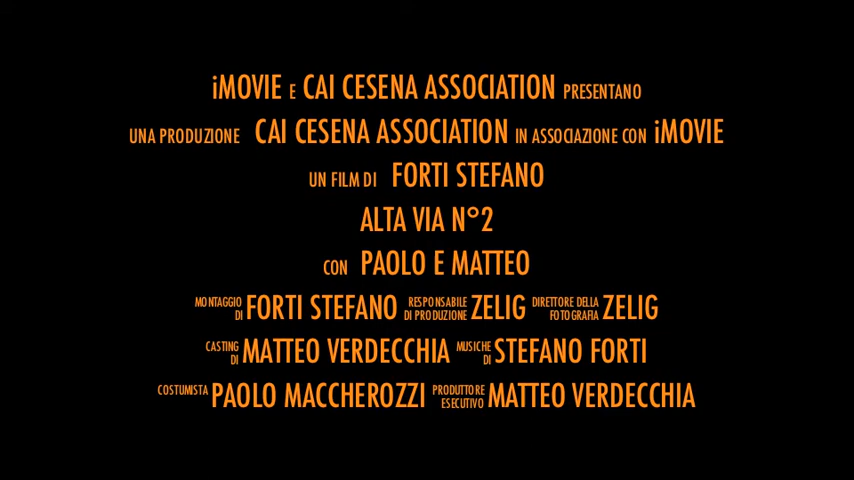 iMOVIE E CAI CESENA ASSOCIATION PRESENTANO
UNA PRODUZIONE CAI CESENA ASSOCIATION IN ASSOCIAZIONE CON iMOVIE
UN FILM DI FORTI STEFANO
ALTA VIA N°2
CON PAOLO E MATTEO
MONTAGGIO DI FORTI STEFANO RESPONSABILE DI PRODUZIONE ZELIG DIRETTORE DELLA FOTOGRAFIA ZELIG
CASTING DI MATTEO VERDECCHIA MUSICHE DI STEFANO FORTI
COSTUMISTA PAOLO MACCHEROZZI PRODUTTORE ESECUTIVO MATTEO VERDECCHIA